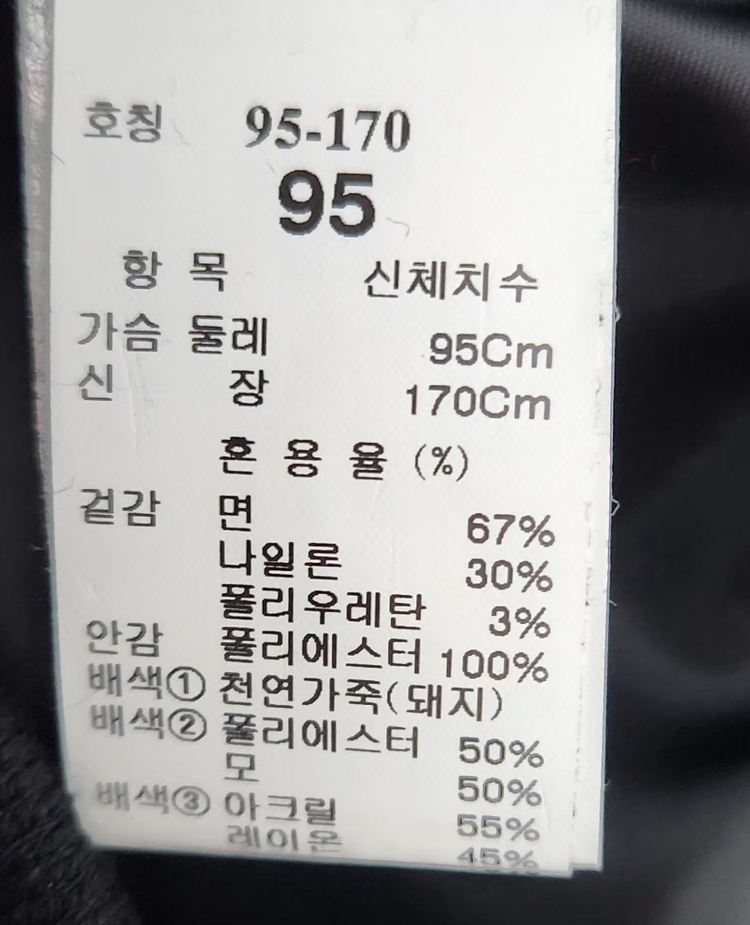 호칭 95-170
95
항 목 신체치수
가슴 둘레 95Cm
신 장 170Cm
혼 용 율 (%)
겉감 면 67%
나일론 30%
폴리우레탄 3%
안감 폴리에스터 100%
배색① 천연가죽(돼지)
배색② 폴리에스터 50%
모 50%
배색③ 아크릴 55%
레이온 45%